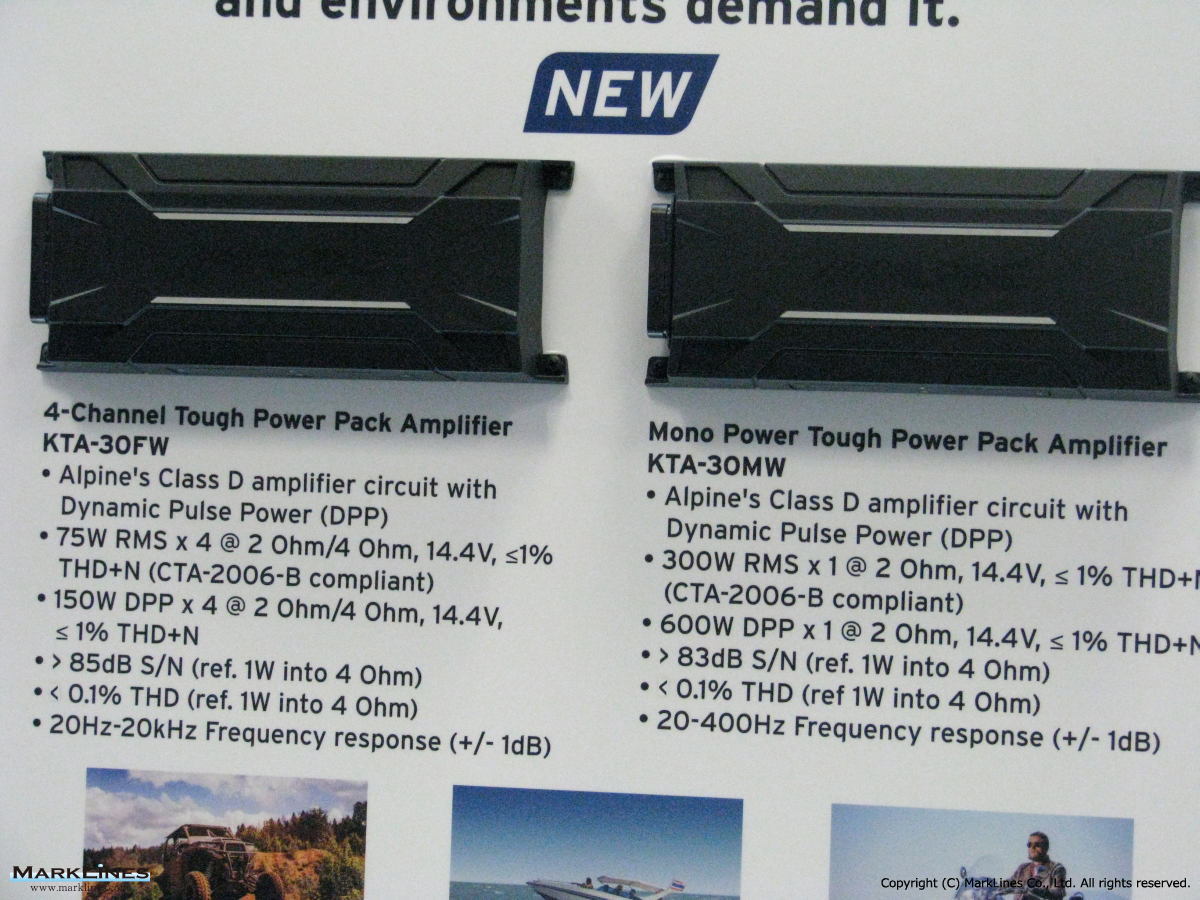 and environments demand it.
NEW
4-Channel Tough Power Pack Amplifier
KTA-30FW
• Alpine's Class D amplifier circuit with
Dynamic Pulse Power (DPP)
• 75W RMS x 4 @ 2 Ohm/4 Ohm, 14.4V, ≤1%
THD+N (CTA-2006-B compliant)
• 150W DPP x 4 @ 2 Ohm/4 Ohm, 14.4V,
≤ 1% THD+N
• > 85dB S/N (ref. 1W into 4 Ohm)
• < 0.1% THD (ref. 1W into 4 Ohm)
• 20Hz-20kHz Frequency response (+/- 1dB)
Mono Power Tough Power Pack Amplifier
KTA-30MW
• Alpine's Class D amplifier circuit with
Dynamic Pulse Power (DPP)
• 300W RMS x 1 @ 2 Ohm, 14.4V, ≤ 1% THD+N
(CTA-2006-B compliant)
• 600W DPP x 1 @ 2 Ohm, 14.4V, ≤ 1% THD+N
• > 83dB S/N (ref. 1W into 4 Ohm)
• < 0.1% THD (ref 1W into 4 Ohm)
• 20-400Hz Frequency response (+/- 1dB)
MARKLINES
www.marklines.com
Copyright (C) MarkLines Co., Ltd. All rights reserved.